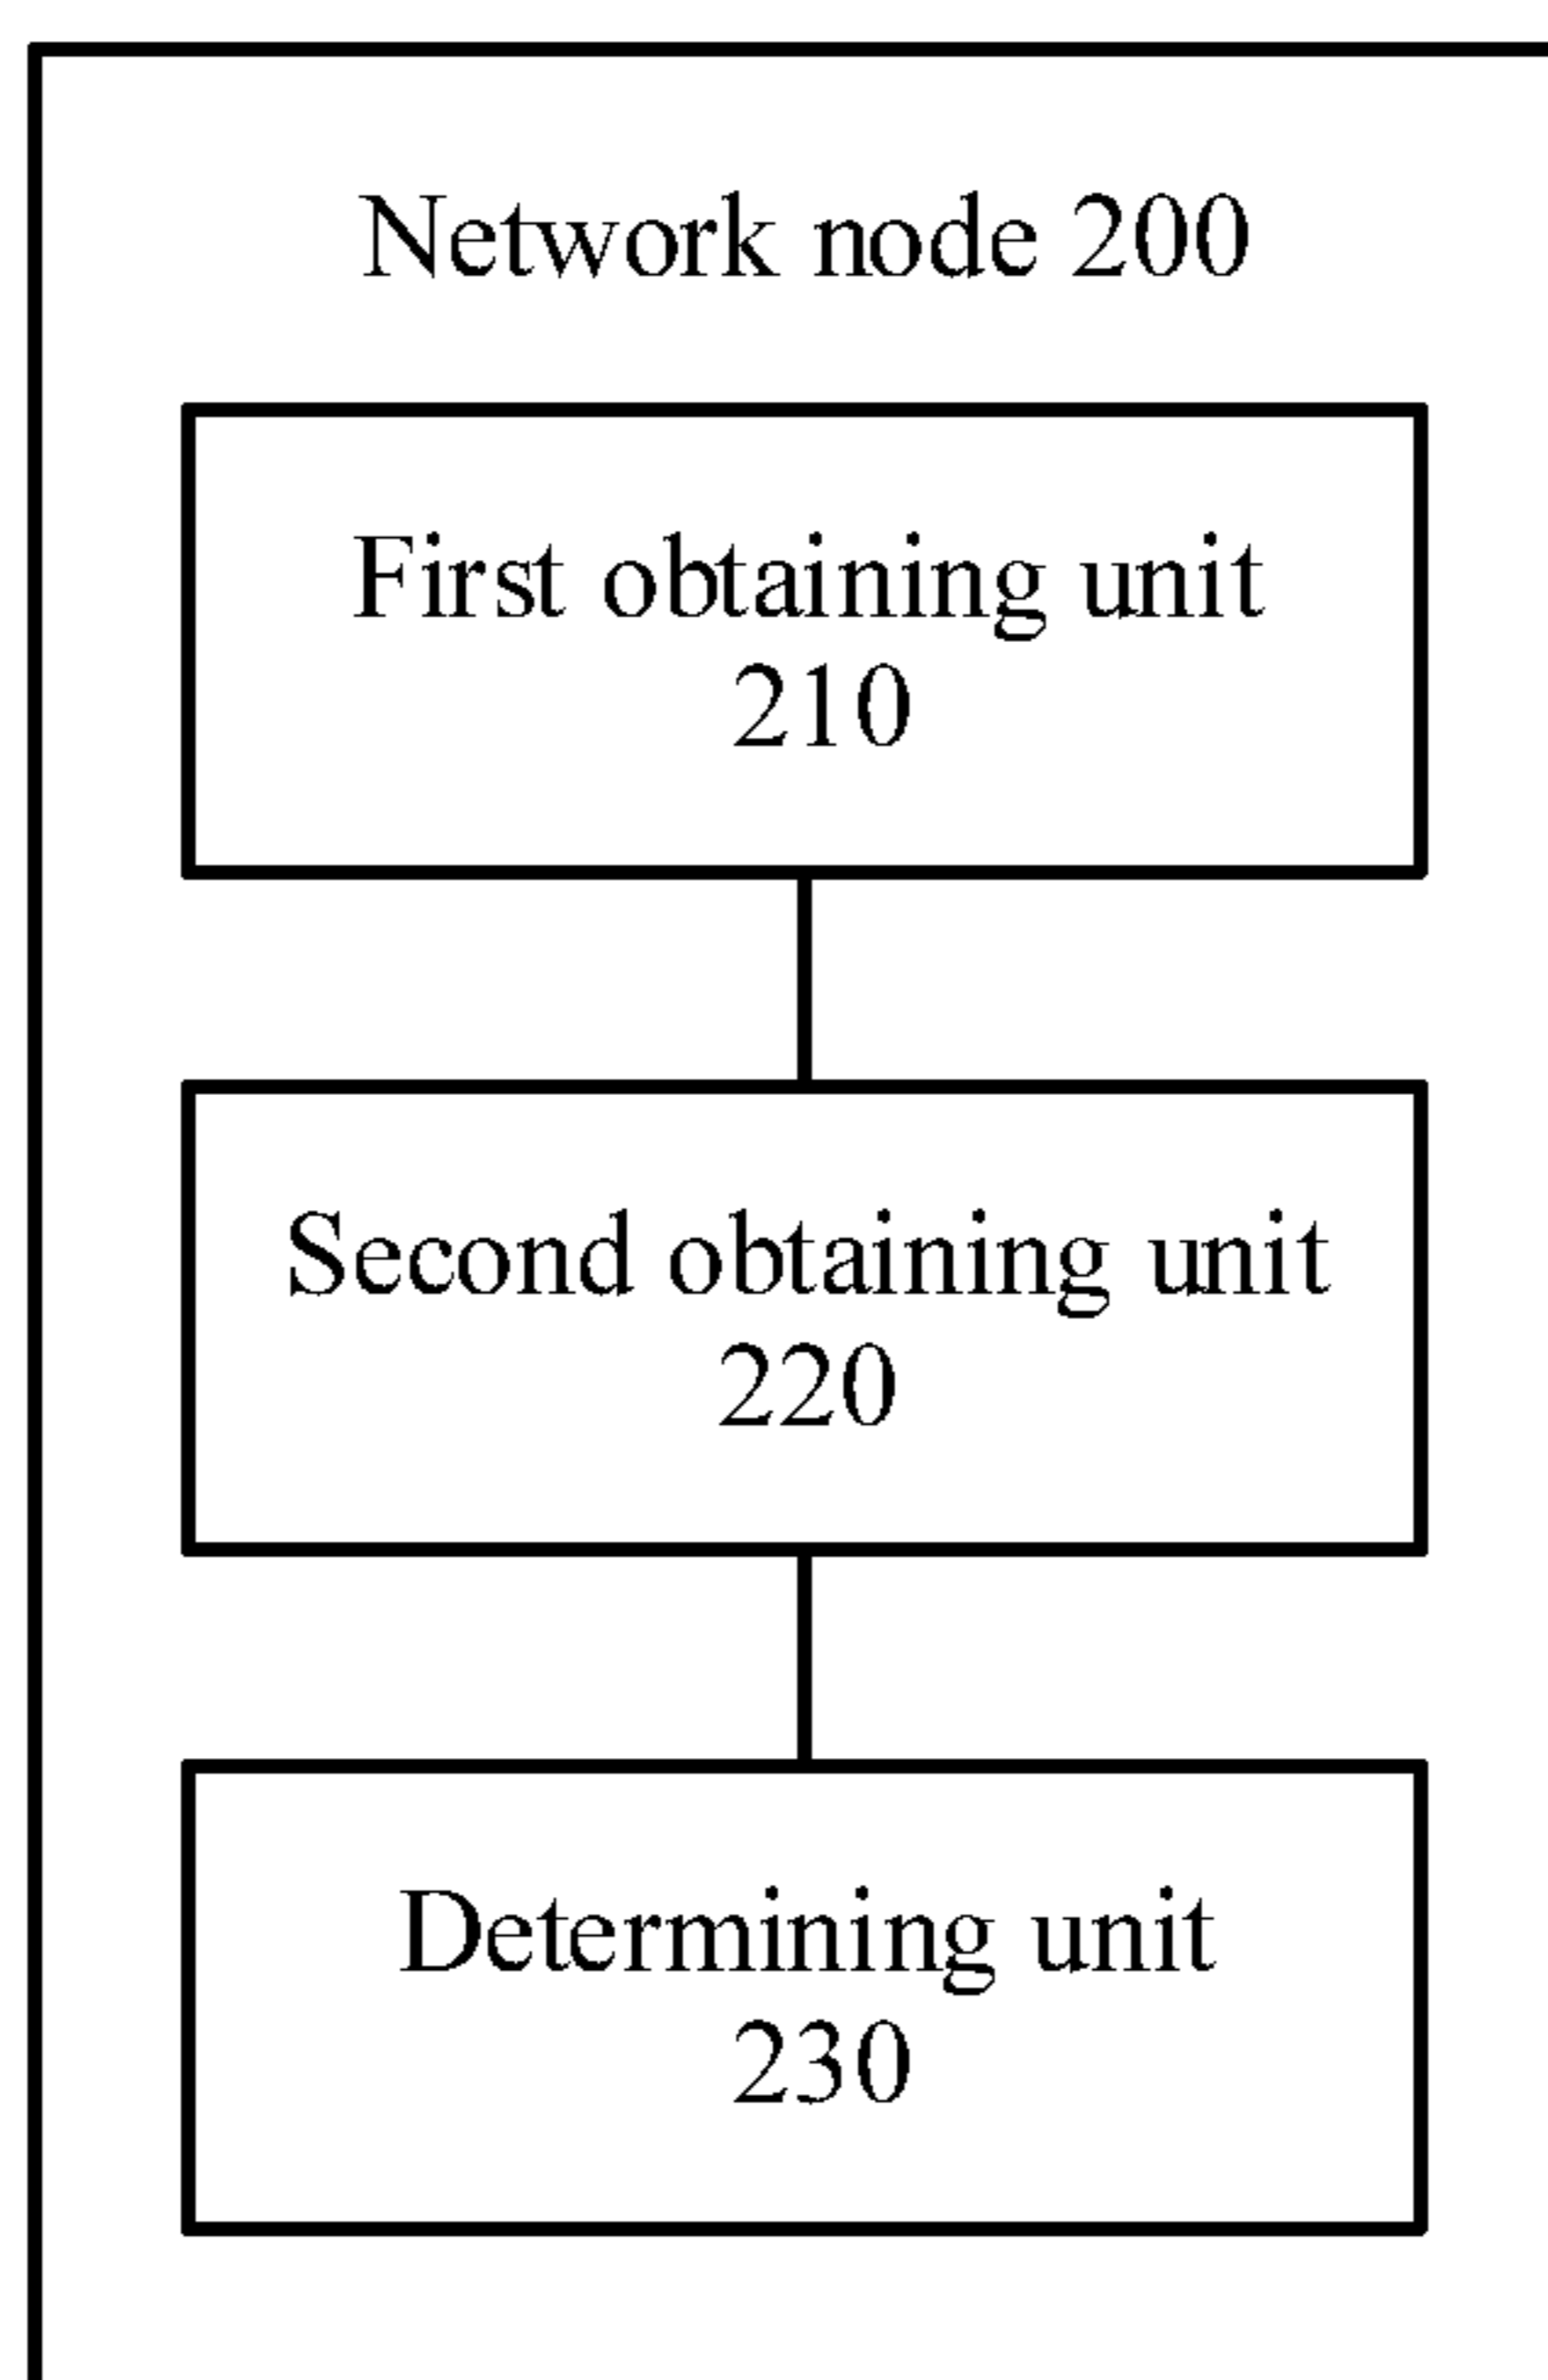 Network node 200
First obtaining unit
210
Second obtaining unit
220
Determining unit
230